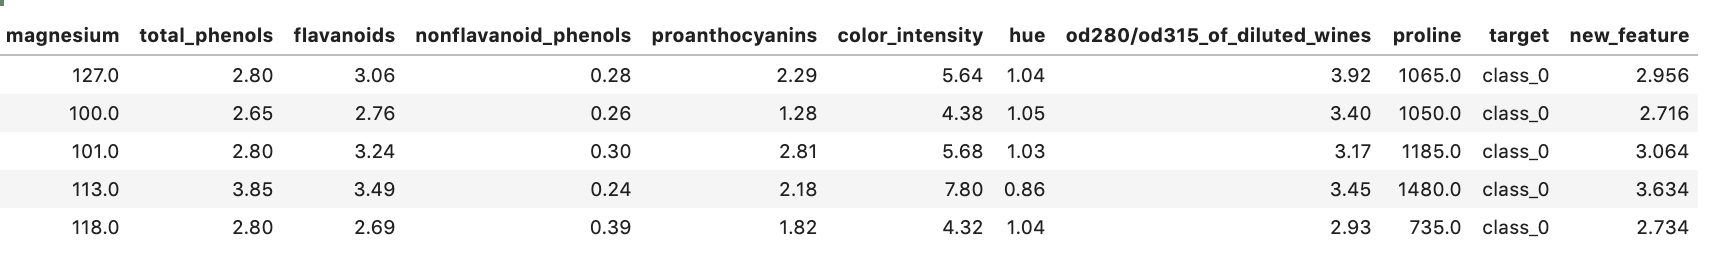 magnesium total_phenols flavanoids nonflavanoid_phenols proanthocyanins color_intensity hue od280/od315_of_diluted_wines proline target new_feature
127.0 2.80 3.06 0.28 2.29 5.64 1.04 3.92 1065.0 class_0 2.956
100.0 2.65 2.76 0.26 1.28 4.38 1.05 3.40 1050.0 class_0 2.716
101.0 2.80 3.24 0.30 2.81 5.68 1.03 3.17 1185.0 class_0 3.064
113.0 3.85 3.49 0.24 2.18 7.80 0.86 3.45 1480.0 class_0 3.634
118.0 2.80 2.69 0.39 1.82 4.32 1.04 2.93 735.0 class_0 2.734